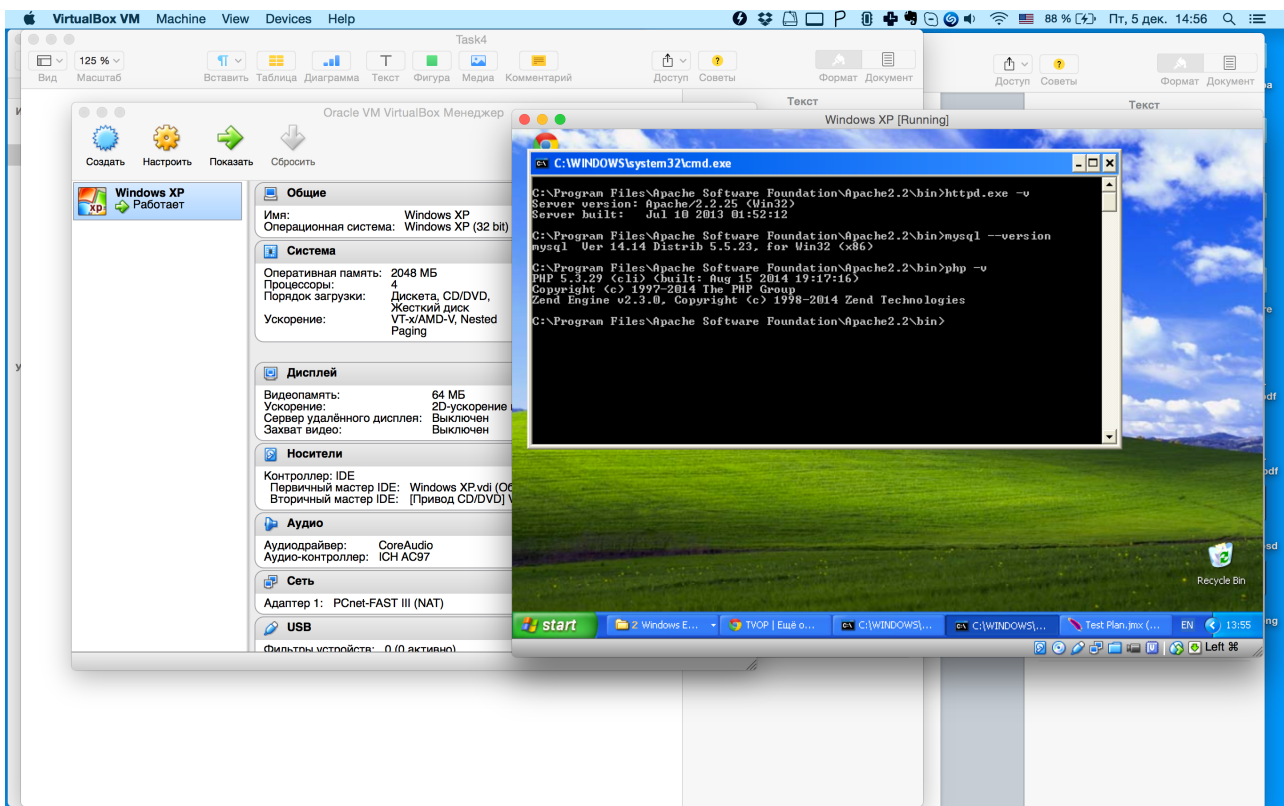 VirtualBox VM Machine View Devices Help
88 % Пт, 5 дек. 14:56
Task4
125 %
Вид Масштаб Вставить Таблица Диаграмма Текст Фигура Медиа Комментарий Доступ Советы Формат Документ
Доступ Советы Формат Документ
Текст
Текст
Oracle VM VirtualBox Менеджер
Создать Настроить Показать Сбросить
Windows XP
Работает
Общие
Имя: Windows XP
Операционная система: Windows XP (32 bit)
Система
Оперативная память: 2048 МБ
Процессоры: 4
Порядок загрузки: Дискета, CD/DVD,
Жесткий диск
Ускорение: VT-x/AMD-V, Nested
Paging
Дисплей
Видеопамять: 64 МБ
Ускорение: 2D-ускорение
Сервер удалённого дисплея: Выключен
Захват видео: Выключен
Носители
Контроллер: IDE
Первичный мастер IDE: Windows XP.vdi
Вторичный мастер IDE: [Привод CD/DVD]
Аудио
Аудиодрайвер: CoreAudio
Аудио-контроллер: ICH AC97
Сеть
Адаптер 1: PCnet-FAST III (NAT)
USB
Фильтры устройств: 0 (0 активно)
Windows XP [Running]
C:\WINDOWS\system32\cmd.exe
C:\Program Files\Apache Software Foundation\Apache2.2\bin>httpd.exe -v
Server version: Apache/2.2.25 (Win32)
Server built: Jul 10 2013 01:52:12
C:\Program Files\Apache Software Foundation\Apache2.2\bin>mysql --version
mysql Ver 14.14 Distrib 5.5.23, for Win32 (x86)
C:\Program Files\Apache Software Foundation\Apache2.2\bin>php -v
PHP 5.3.29 (cli) (built: Aug 15 2014 19:17:16)
Copyright (c) 1997-2014 The PHP Group
Zend Engine v2.3.0, Copyright (c) 1998-2014 Zend Technologies
C:\Program Files\Apache Software Foundation\Apache2.2\bin>
Recycle Bin
start 2 Windows E... TVOP | Ещё о... C:\WINDOWS\... C:\WINDOWS\... Test Plan.jmx (... EN 13:55
Left ⌘